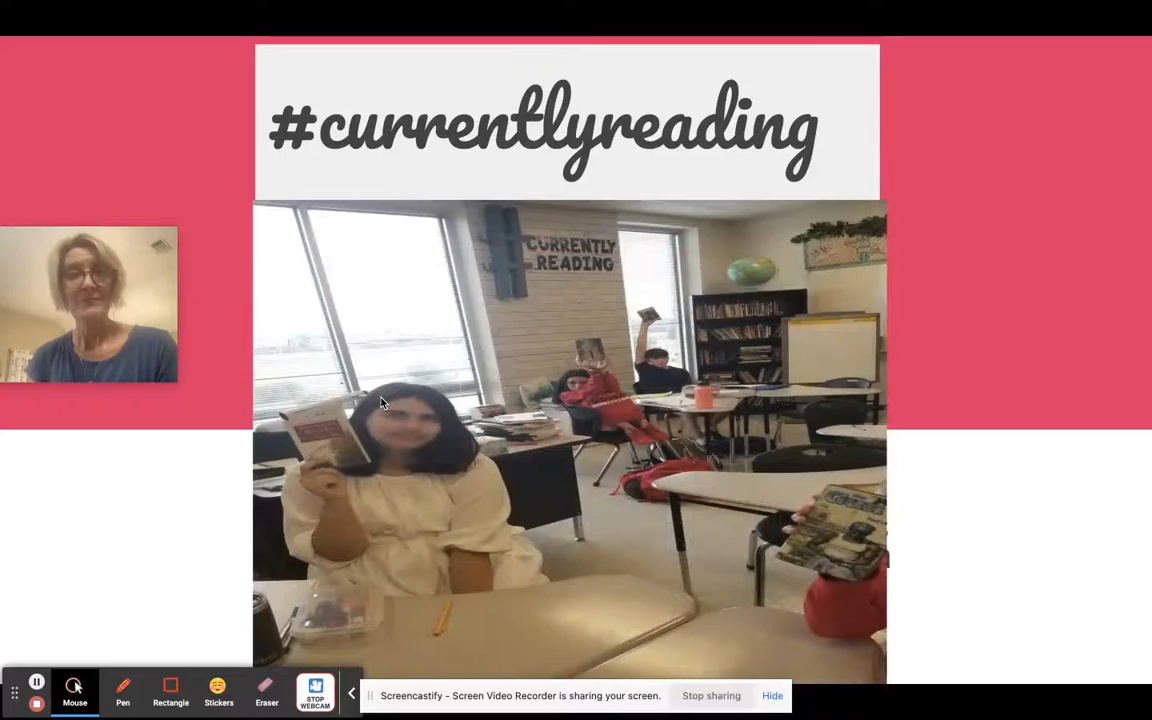 #currentlyreading
CURRENTLY
READING
Mouse
Pen
Rectangle
Stickers
Eraser
STOP
WEBCAM
Screencastify - Screen Video Recorder is sharing your screen.
Stop sharing
Hide